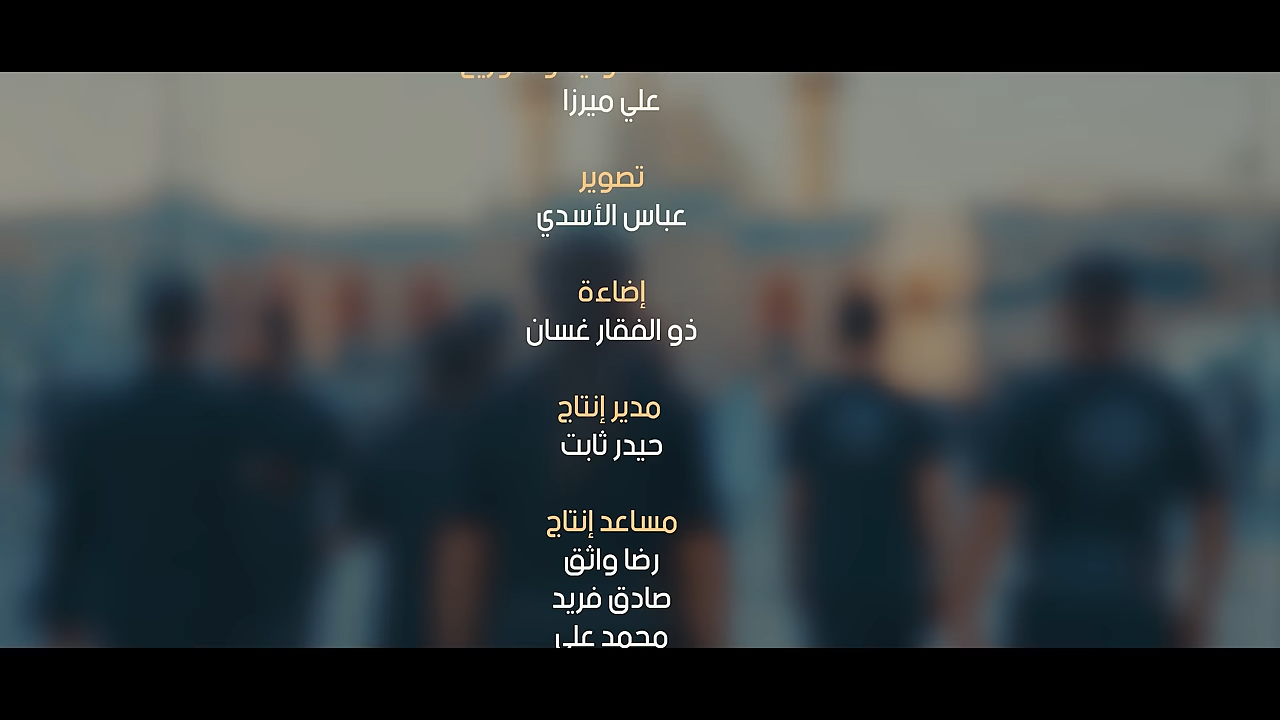 علي ميرزا
تصوير
عباس الأسدي
إضاءة
ذو الفقار غسان
مدير إنتاج
حيدر ثابت
مساعد إنتاج
رضا واثق
صادق فريد
محمد علي